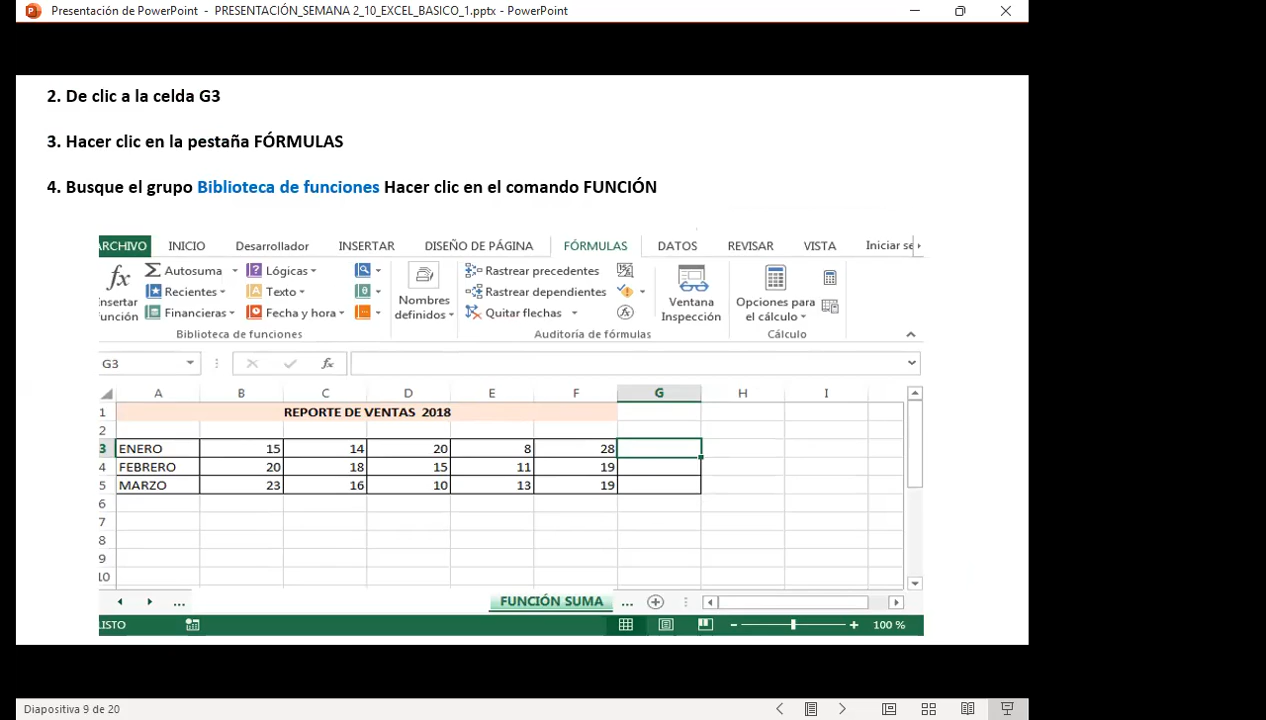 Presentación de PowerPoint - PRESENTACIÓN_SEMANA 2_10_EXCEL_BASICO_1.pptx - PowerPoint
2. De clic a la celda G3
3. Hacer clic en la pestaña FÓRMULAS
4. Busque el grupo Biblioteca de funciones Hacer clic en el comando FUNCIÓN
ARCHIVO INICIO Desarrollador INSERTAR DISEÑO DE PÁGINA FÓRMULAS DATOS REVISAR VISTA Iniciar se
fx Autosuma Lógicas Rastrear precedentes
Insertar Recientes Texto Nombres Rastrear dependientes Ventana Opciones para
función Financieras Fecha y hora definidos Quitar flechas Inspección el cálculo
Biblioteca de funciones Auditoría de fórmulas Cálculo
G3 fx
A B C D E F G H I
1 REPORTE DE VENTAS 2018
2
3 ENERO 15 14 20 8 28
4 FEBRERO 20 18 15 11 19
5 MARZO 23 16 10 13 19
6
7
8
9
10
... FUNCIÓN SUMA ...
LISTO 100 %
Diapositiva 9 de 20